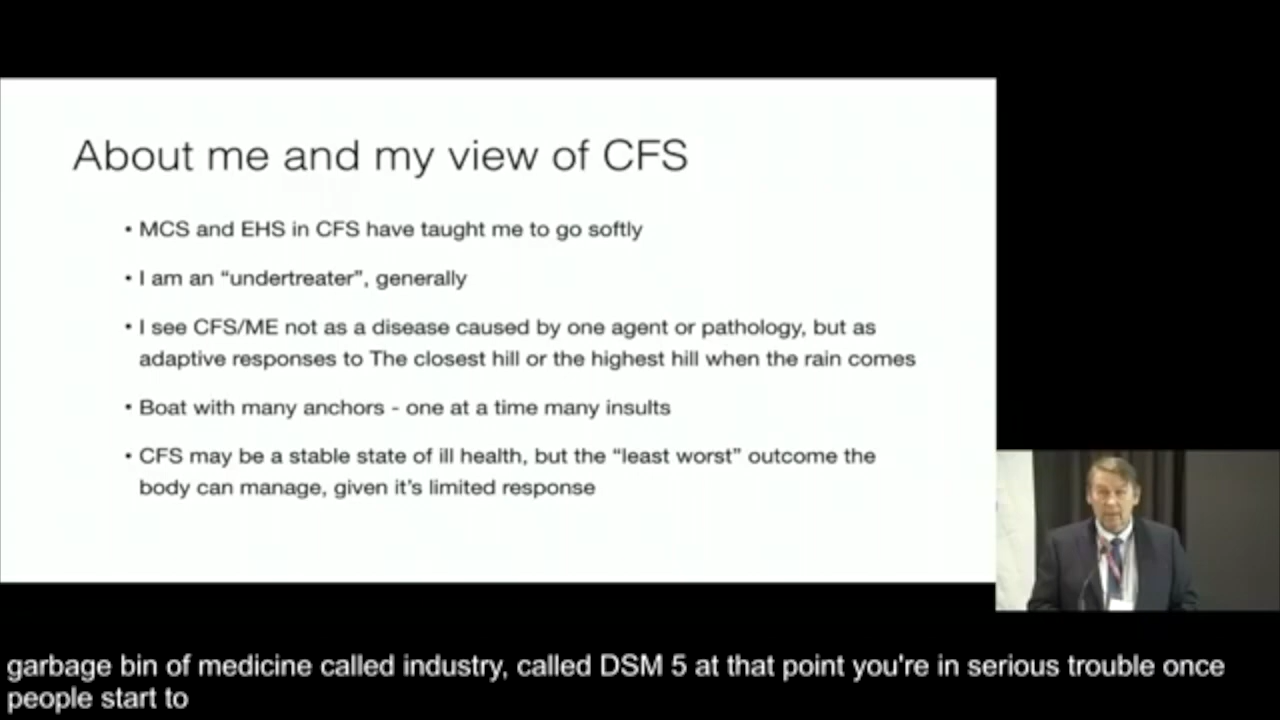 About me and my view of CFS
• MCS and EHS in CFS have taught me to go softly
• I am an “undertreater”, generally
• I see CFS/ME not as a disease caused by one agent or pathology, but as
adaptive responses to The closest hill or the highest hill when the rain comes
• Boat with many anchors - one at a time many insults
• CFS may be a stable state of ill health, but the “least worst” outcome the
body can manage, given it’s limited response
garbage bin of medicine called industry, called DSM 5 at that point you're in serious trouble once
people start to